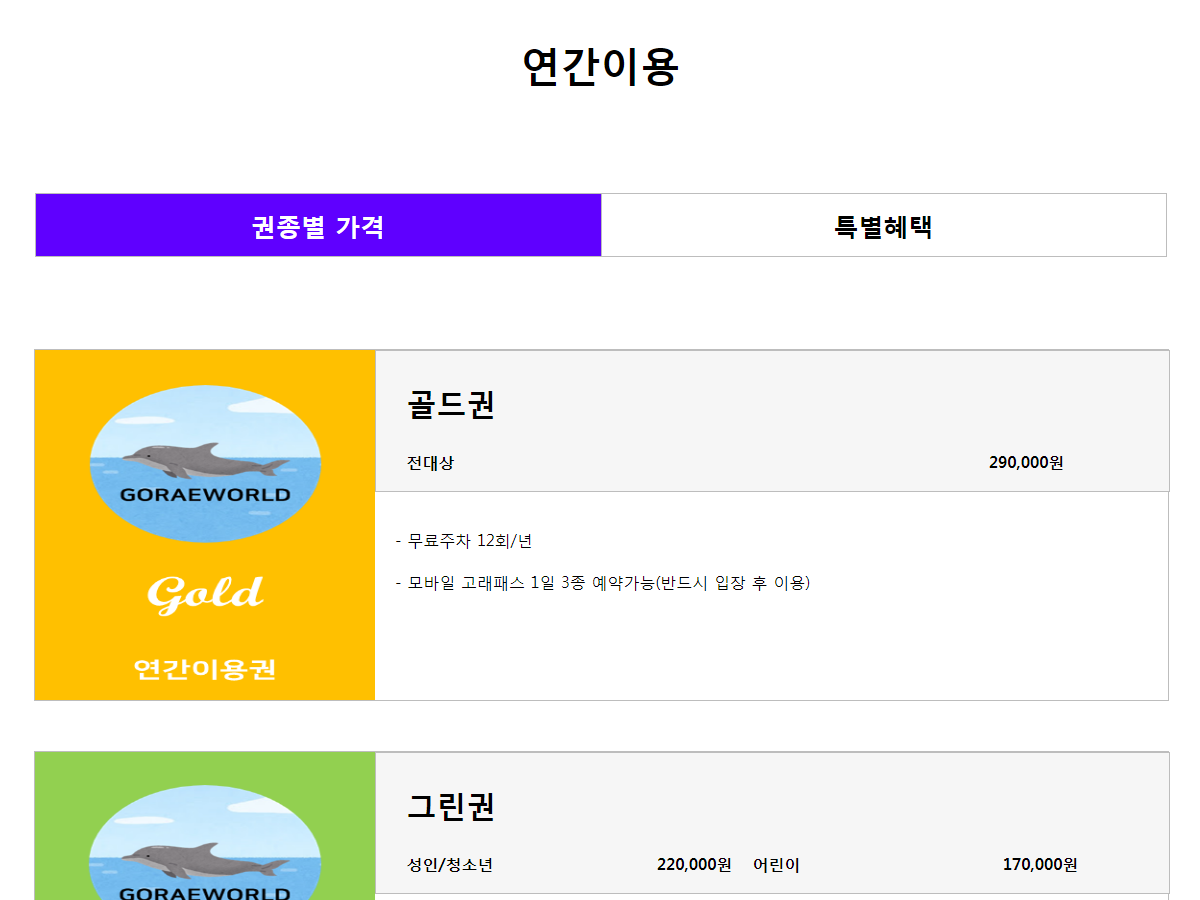 연간이용
권종별 가격
특별혜택
GORAEWORLD
Gold
연간이용권
골드권
전대상 290,000원
- 무료주차 12회/년
- 모바일 고래패스 1일 3종 예약가능(반드시 입장 후 이용)
GORAEWORLD
그린권
성인/청소년 220,000원 어린이 170,000원